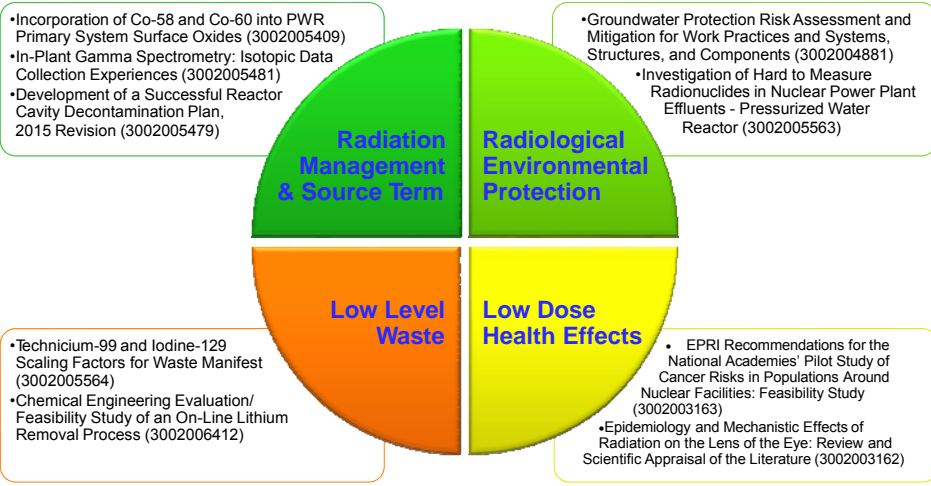 •Incorporation of Co-58 and Co-60 into PWR
Primary System Surface Oxides (3002005409)
•In-Plant Gamma Spectrometry: Isotopic Data
Collection Experiences (3002005481)
•Development of a Successful Reactor
Cavity Decontamination Plan,
2015 Revision (3002005479)
•Groundwater Protection Risk Assessment and
Mitigation for Work Practices and Systems,
Structures, and Components (3002004881)
•Investigation of Hard to Measure
Radionuclides in Nuclear Power Plant
Effluents - Pressurized Water
Reactor (3002005563)
Radiation
Management
& Source Term
Radiological
Environmental
Protection
Low Level
Waste
Low Dose
Health Effects
•Technicium-99 and Iodine-129
Scaling Factors for Waste Manifest
(3002005564)
•Chemical Engineering Evaluation/
Feasibility Study of an On-Line Lithium
Removal Process (3002006412)
• EPRI Recommendations for the
National Academies' Pilot Study of
Cancer Risks in Populations Around
Nuclear Facilities: Feasibility Study
(3002003163)
•Epidemiology and Mechanistic Effects of
Radiation on the Lens of the Eye: Review and
Scientific Appraisal of the Literature (3002003162)